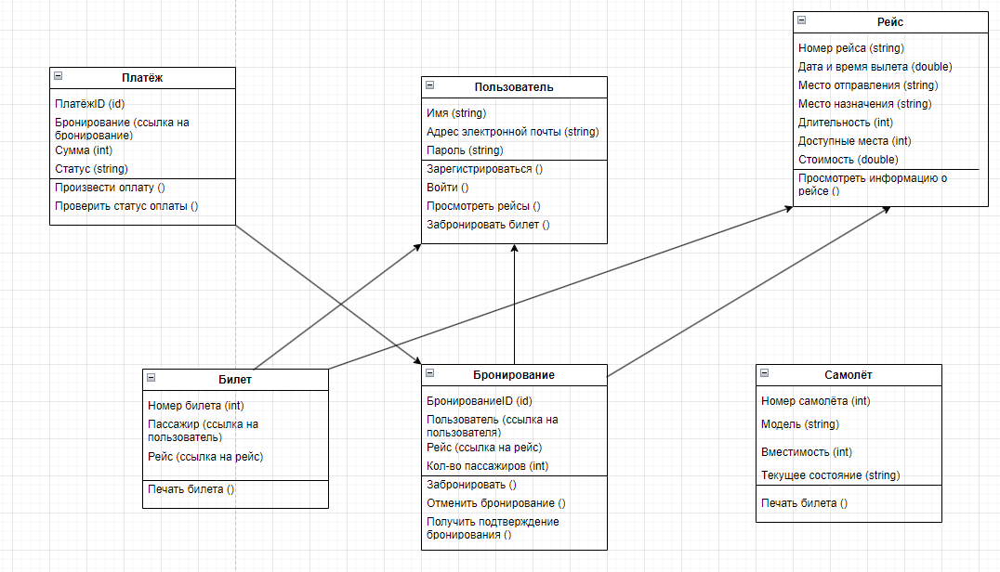 Платёж
ПлатёжID (id)
Бронирование (ссылка на
бронирование)
Сумма (int)
Статус (string)
Произвести оплату ()
Проверить статус оплаты ()
Пользователь
Имя (string)
Адрес электронной почты (string)
Пароль (string)
Зарегистрироваться ()
Войти ()
Просмотреть рейсы ()
Забронировать билет ()
Рейс
Номер рейса (string)
Дата и время вылета (double)
Место отправления (string)
Место назначения (string)
Длительность (int)
Доступные места (int)
Стоимость (double)
Просмотреть информацию о
рейсе ()
Билет
Номер билета (int)
Пассажир (ссылка на
пользователь)
Рейс (ссылка на рейс)
Печать билета ()
Бронирование
БронированиеID (id)
Пользователь (ссылка на
пользователя)
Рейс (ссылка на рейс)
Кол-во пассажиров (int)
Забронировать ()
Отменить бронирование ()
Получить подтверждение
бронирования ()
Самолёт
Номер самолёта (int)
Модель (string)
Вместимость (int)
Текущее состояние (string)
Печать билета ()